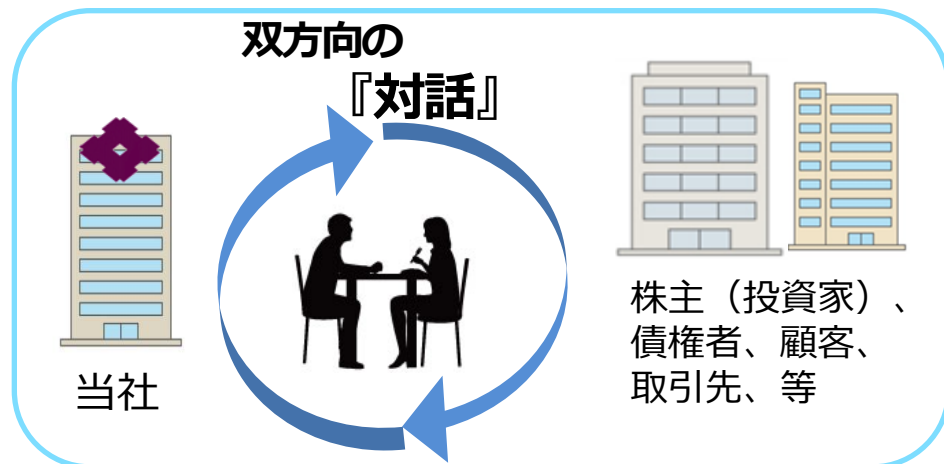 双方向の
『対話』
当社
株主（投資家）、
債権者、顧客、
取引先、等